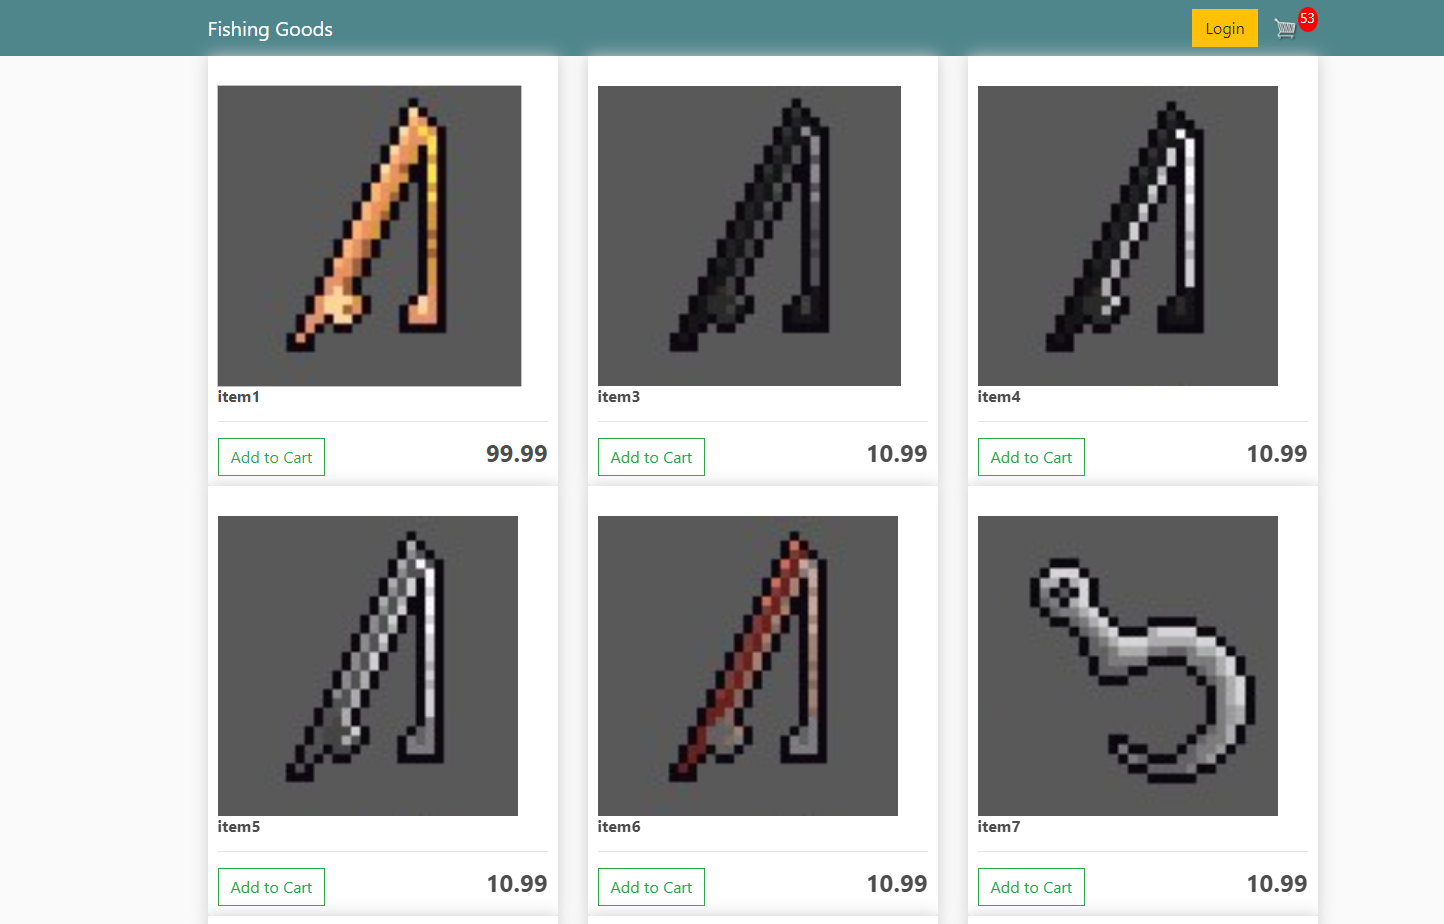 Fishing Goods
Login
53
item1
item3
item4
Add to Cart 99.99
Add to Cart 10.99
Add to Cart 10.99
item5
item6
item7
Add to Cart 10.99
Add to Cart 10.99
Add to Cart 10.99